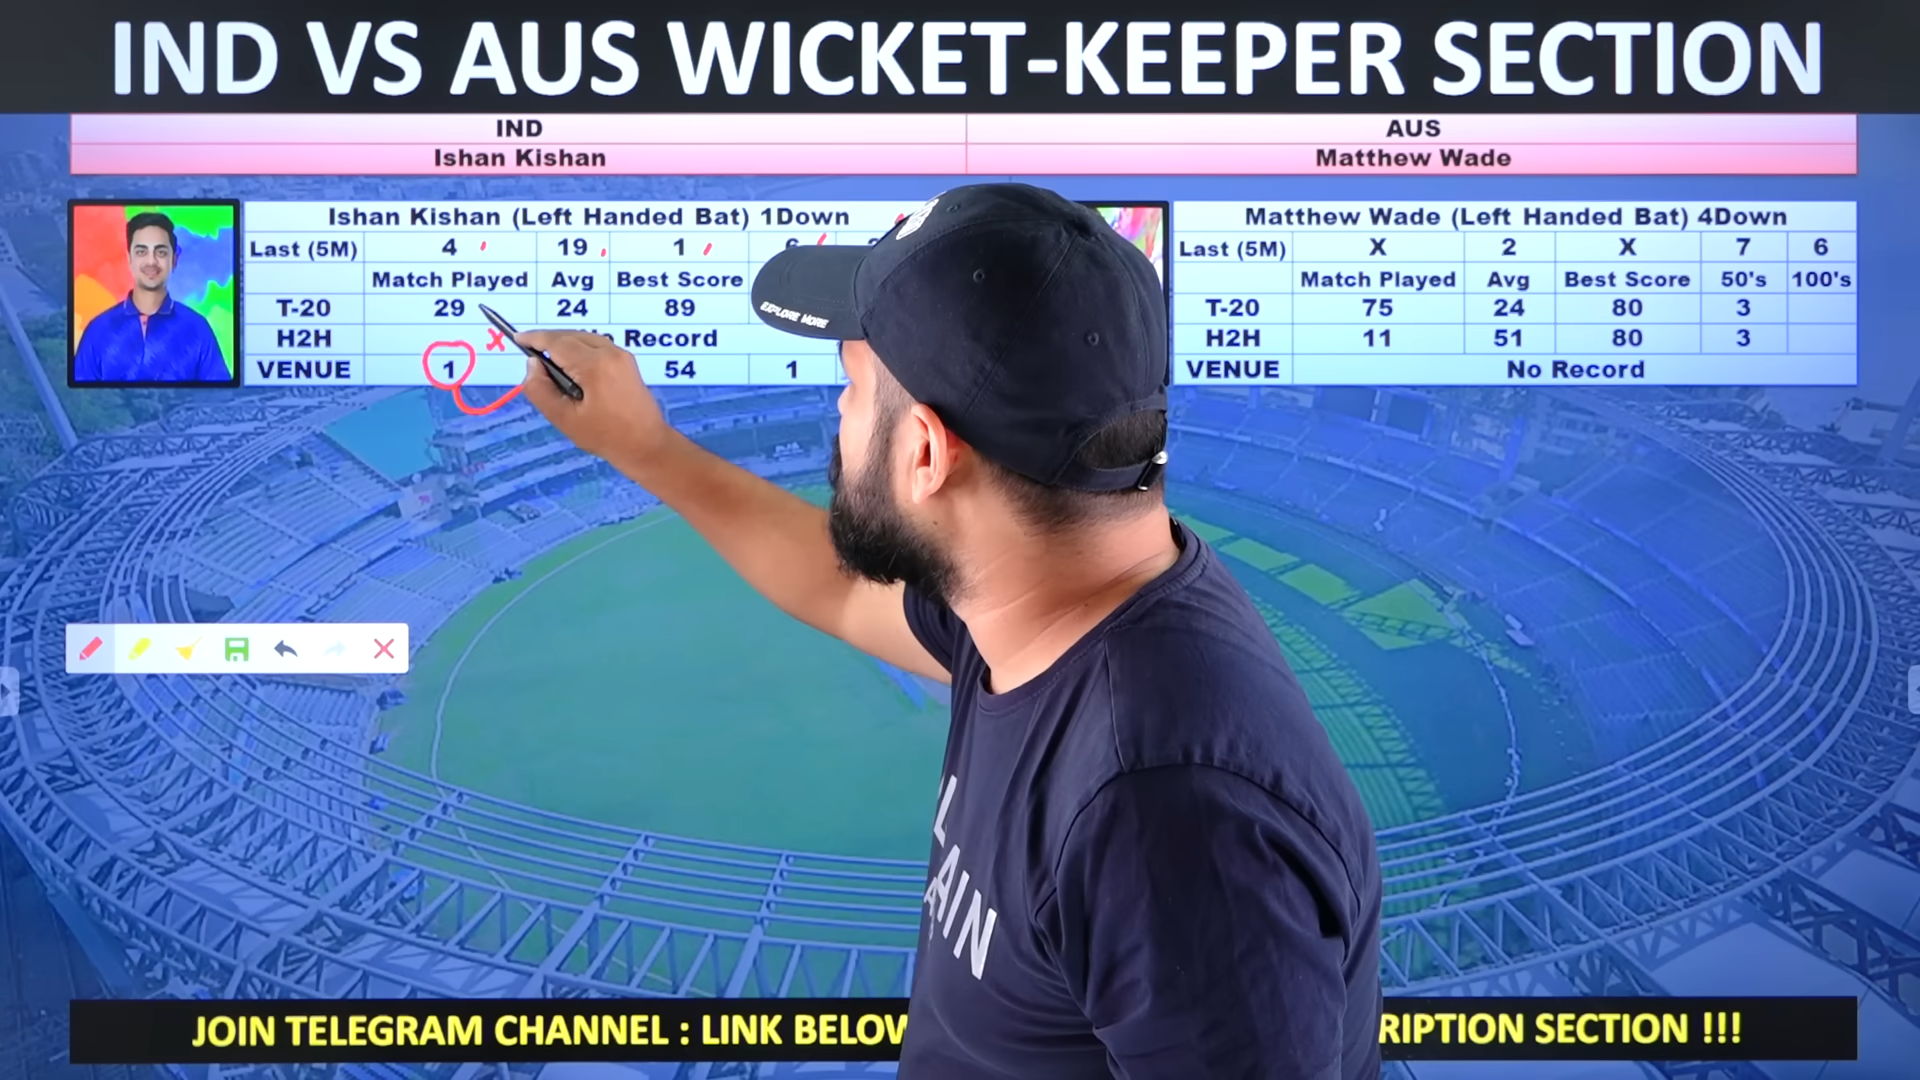 IND VS AUS WICKET-KEEPER SECTION
IND AUS
Ishan Kishan Matthew Wade
Ishan Kishan (Left Handed Bat) 1Down
Last (5M) 4 19 1 6
Match Played Avg Best Score
T-20 29 24 89
H2H Record
VENUE 1 54 1
Matthew Wade (Left Handed Bat) 4Down
Last (5M) X 2 X 7 6
Match Played Avg Best Score 50's 100's
T-20 75 24 80 3
H2H 11 51 80 3
VENUE No Record
EXPLORE MORE
AIN
JOIN TELEGRAM CHANNEL : LINK BELOW RIPTION SECTION !!!